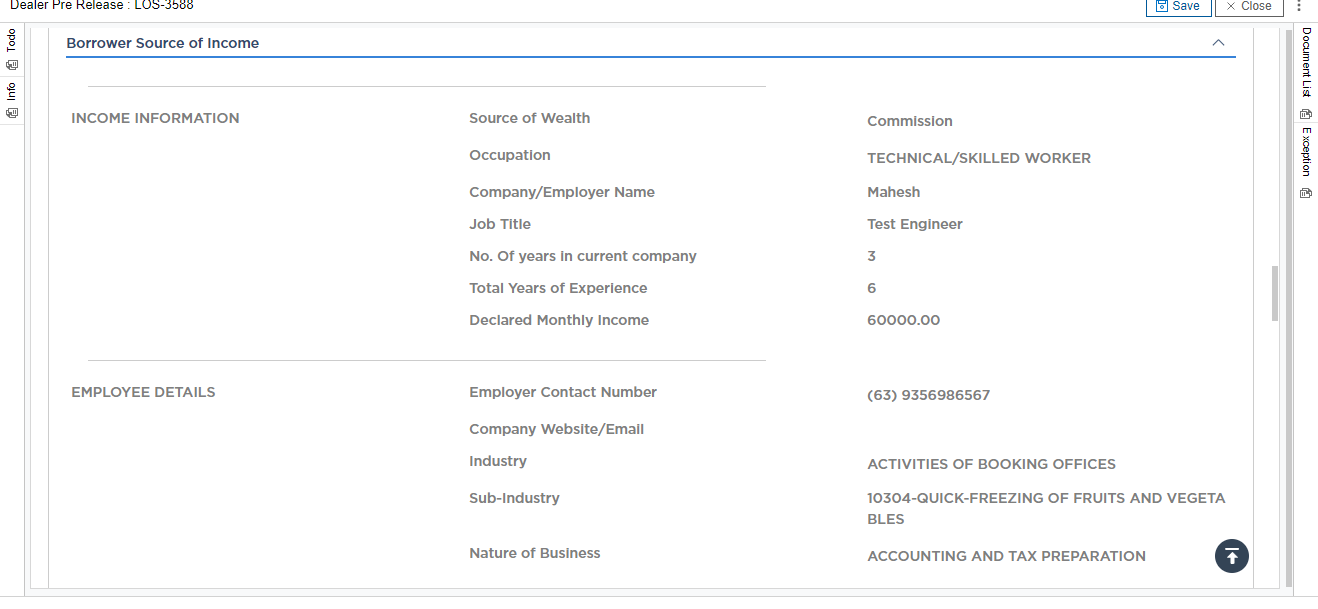 Dealer Pre Release : LOS-3588
Save
Close
Todo
Info
Document List
Exception
Borrower Source of Income
INCOME INFORMATION
Source of Wealth Commission
Occupation TECHNICAL/SKILLED WORKER
Company/Employer Name Mahesh
Job Title Test Engineer
No. Of years in current company 3
Total Years of Experience 6
Declared Monthly Income 60000.00
EMPLOYEE DETAILS
Employer Contact Number (63) 9356986567
Company Website/Email
Industry ACTIVITIES OF BOOKING OFFICES
Sub-Industry 10304-QUICK-FREEZING OF FRUITS AND VEGETA
BLES
Nature of Business ACCOUNTING AND TAX PREPARATION